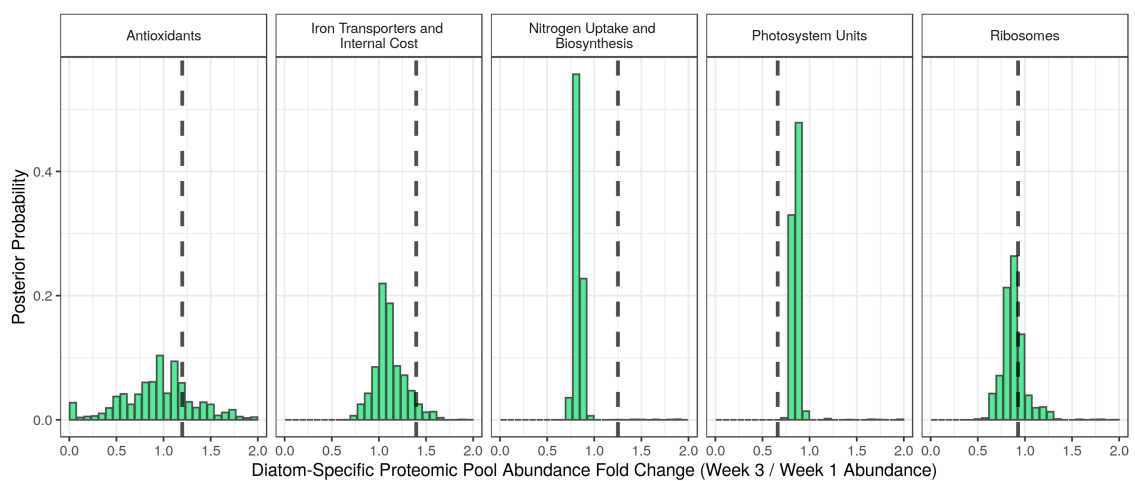 Antioxidants
Iron Transporters and
Internal Cost
Nitrogen Uptake and
Biosynthesis
Photosystem Units
Ribosomes
Posterior Probability
0.4
0.2
0.0
0.0 0.5 1.0 1.5 2.0
0.0 0.5 1.0 1.5 2.0
0.0 0.5 1.0 1.5 2.0
0.0 0.5 1.0 1.5 2.0
0.0 0.5 1.0 1.5 2.0
Diatom-Specific Proteomic Pool Abundance Fold Change (Week 3 / Week 1 Abundance)